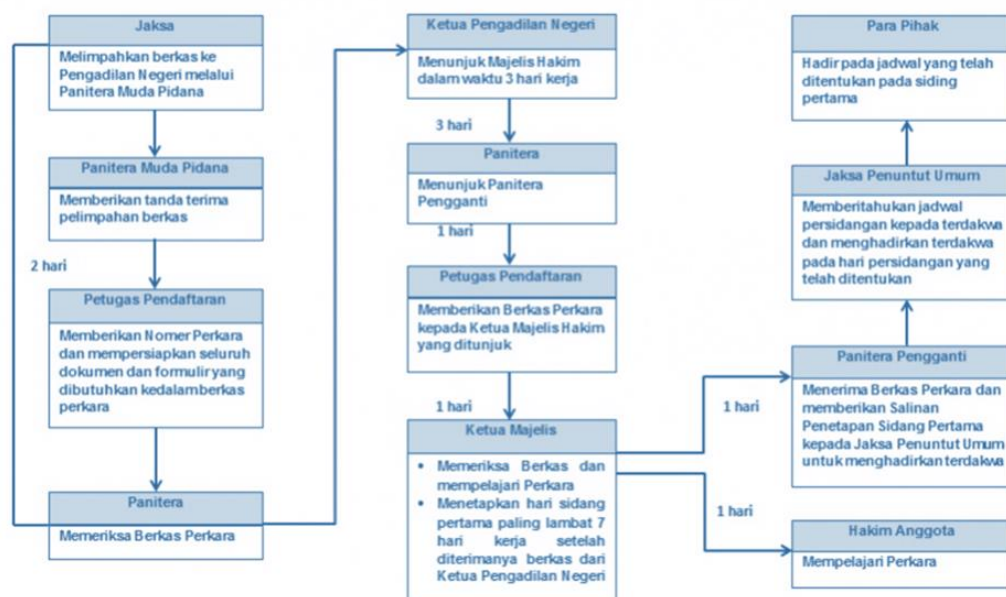 Jaksa
Melimpahkan berkas ke
Pengadilan Negeri melalui
Panitera Muda Pidana
Panitera Muda Pidana
Memberikan tanda terima
pelimpahan berkas
2 hari
Petugas Pendaftaran
Memberikan Nomer Perkara
dan mempersiapkan seluruh
dokumen dan formulir yang
dibutuhkan kedalamberkas
perkara
Panitera
Memeriksa Berkas Perkara
Ketua Pengadilan Negeri
Menunjuk Majelis Hakim
dalam waktu 3 hari kerja
3 hari
Panitera
Menunjuk Panitera
Pengganti
1 hari
Petugas Pendaftaran
Memberikan Berkas Perkara
kepada Ketua Majelis Hakim
yang ditunjuk
1 hari
Ketua Majelis
• Memeriksa Berkas dan
mempelajari Perkara
• Menetapkan hari sidang
pertama paling lambat 7
hari kerja setelah
diterimanya berkas dari
Ketua Pengadilan Negeri
Para Pihak
Hadir pada jadwal yang telah
ditentukan pada siding
pertama
Jaksa Penuntut Umum
Memberitahukan jadwal
persidangan kepada terdakwa
dan menghadirkan terdakwa
pada hari persidangan yang
telah ditentukan
Panitera Pengganti
1 hari
Menerima Berkas Perkara dan
memberikan Salinan
Penetapan Sidang Pertama
kepada Jaksa Penuntut Umum
untuk menghadirkan terdakwa
1 hari
Hakim Anggota
Mempelajari Perkara